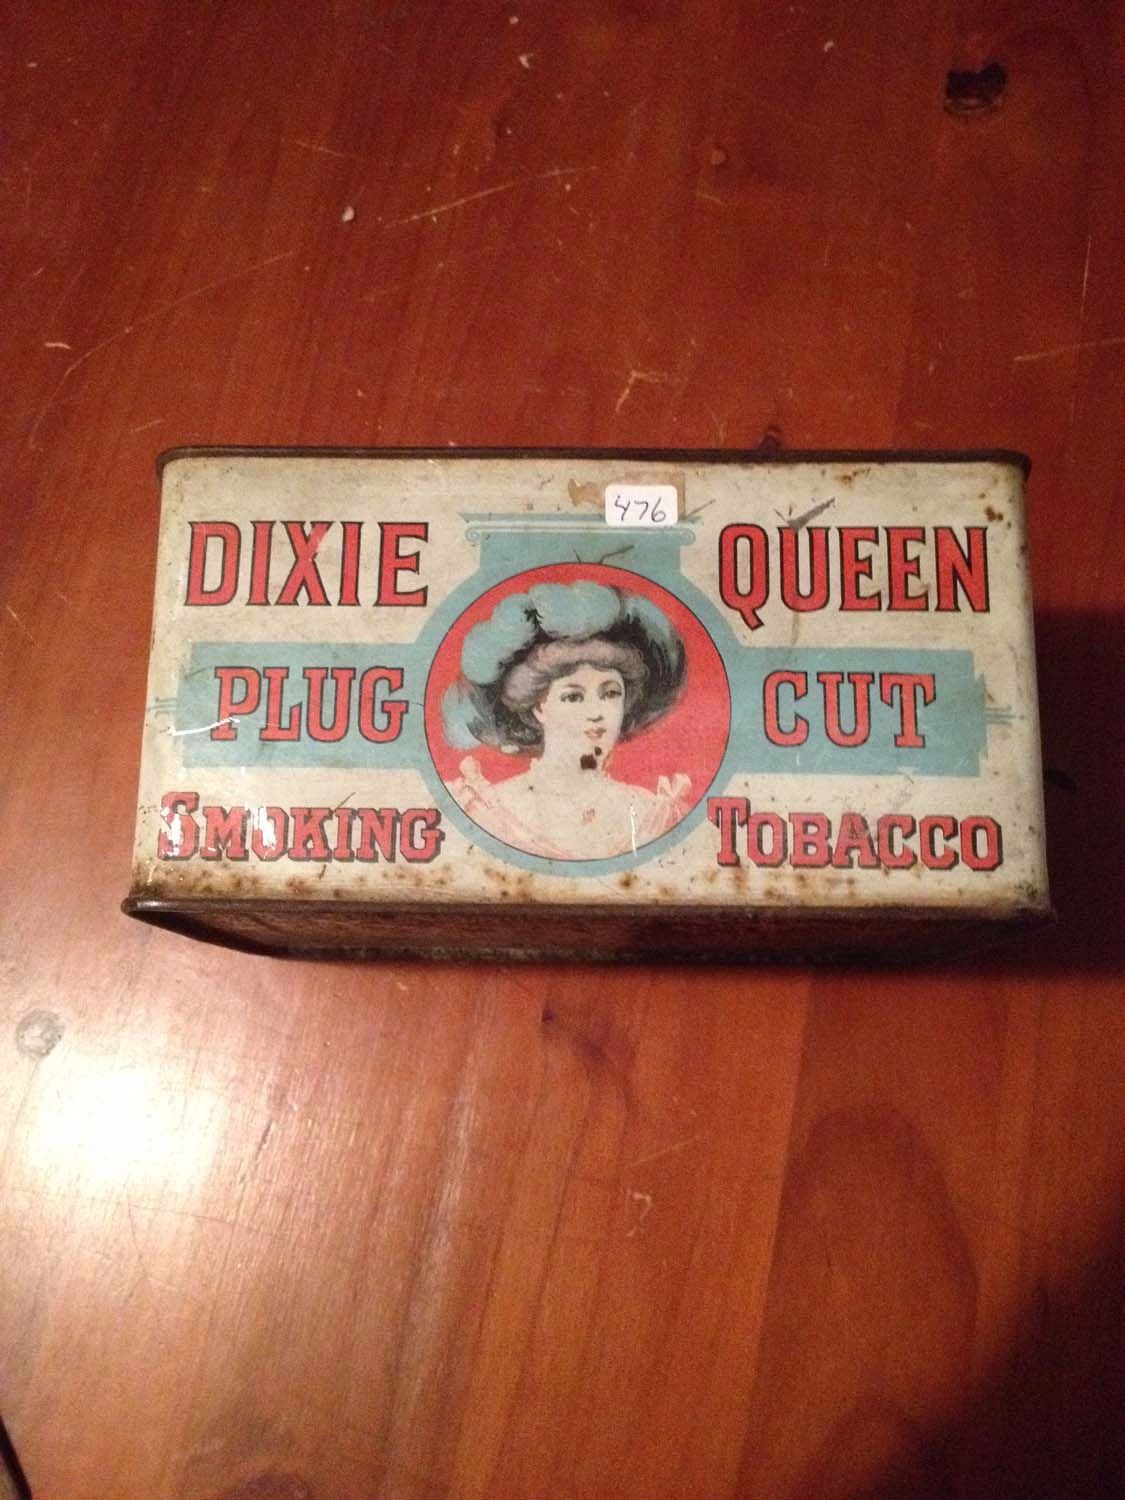 476
DIXIE QUEEN
PLUG CUT
SMOKING TOBACCO